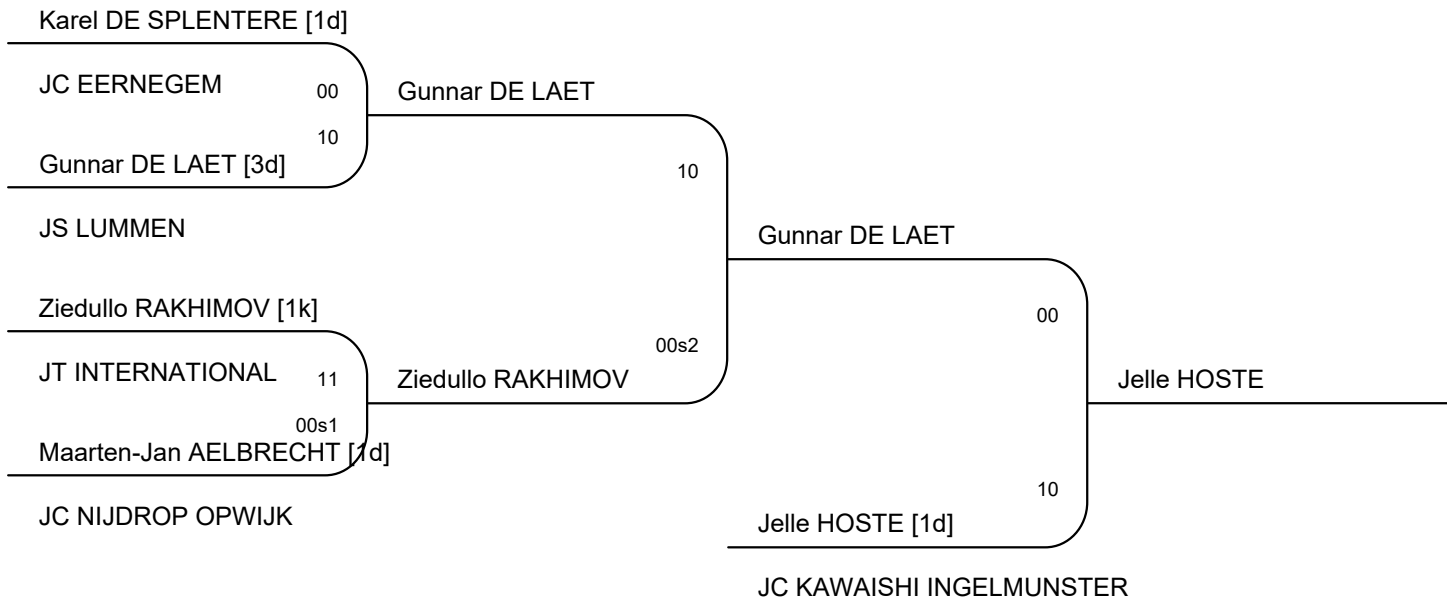 Karel DE SPLENTERE [1d]
JC EERNEGEM
00
Gunnar DE LAET
10
Gunnar DE LAET [3d]
10
JS LUMMEN
Gunnar DE LAET
Ziedullo RAKHIMOV [1k]
00
00s2
JT INTERNATIONAL
11
Ziedullo RAKHIMOV
Jelle HOSTE
00s1
Maarten-Jan AELBRECHT [1d]
10
JC NIJDROP OPWIJK
Jelle HOSTE [1d]
JC KAWAISHI INGELMUNSTER